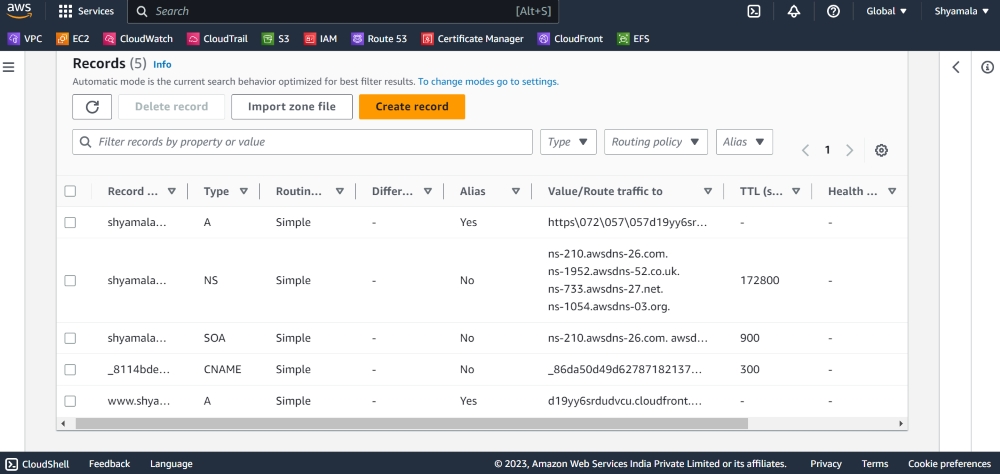 aws Services Search [Alt+S] Global Shyamala
VPC EC2 CloudWatch CloudTrail S3 IAM Route 53 Certificate Manager CloudFront EFS
Records (5) Info
Automatic mode is the current search behavior optimized for best filter results. To change modes go to settings.
Delete record Import zone file Create record
Filter records by property or value Type Routing policy Alias 1
Record ... Type Routin... Differ... Alias Value/Route traffic to TTL (s... Health ...
shyamala... A Simple - Yes https\072\057\057d19yy6sr... - -
ns-210.awsdns-26.com.
ns-1952.awsdns-52.co.uk.
shyamala... NS Simple - No 172800 -
ns-733.awsdns-27.net.
ns-1054.awsdns-03.org.
shyamala... SOA Simple - No ns-210.awsdns-26.com. awsd... 900 -
_8114bde... CNAME Simple - No _86da50d49d62787182137... 300 -
www.shya... A Simple - Yes d19yy6srdudvcu.cloudfront.... - -
CloudShell Feedback Language © 2023, Amazon Web Services India Private Limited or its affiliates. Privacy Terms Cookie preferences